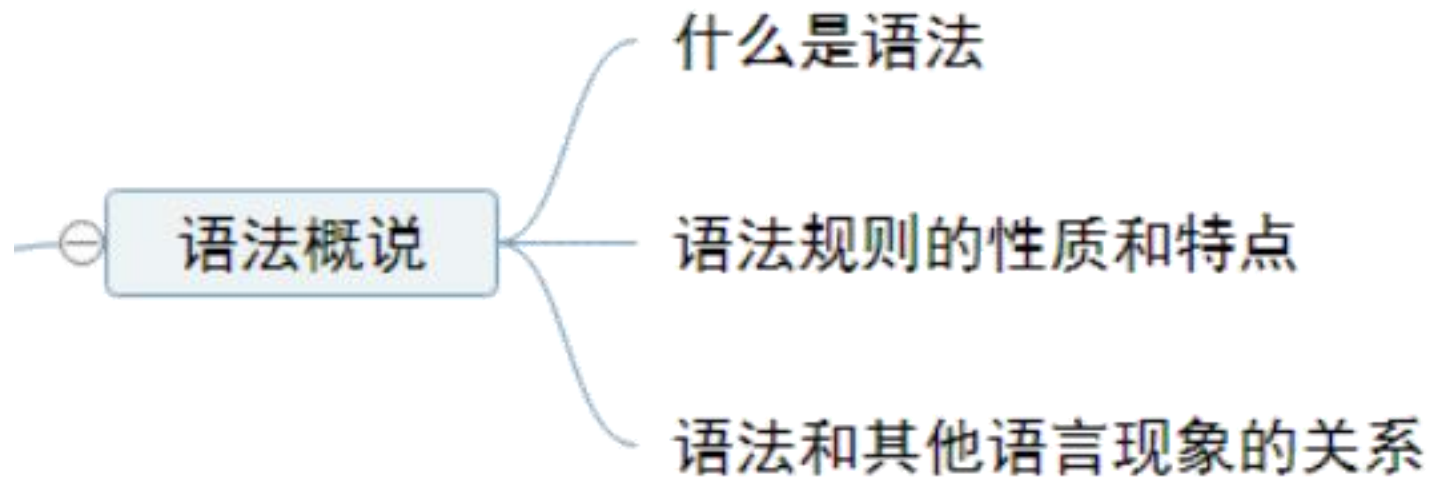 什么是语法
语法概说
语法规则的性质和特点
语法和其他语言现象的关系